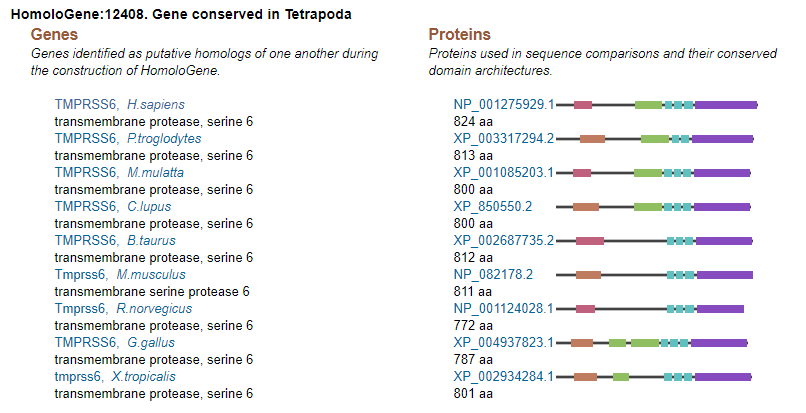 HomoloGene:12408. Gene conserved in Tetrapoda
Genes
Identified as putative homologs of one another during
the construction of HomoloGene.
Proteins
Proteins used in sequence comparisons and their conserved
domain architectures.
TMPRSS6, H.sapiens
transmembrane protease, serine 6
NP_001275929.1
824 aa
TMPRSS6, P.troglodytes
transmembrane protease, serine 6
XP_003317294.2
813 aa
TMPRSS6, M.mulatta
transmembrane protease, serine 6
XP_001085203.1
800 aa
TMPRSS6, C.lupus
transmembrane protease, serine 6
XP_850550.2
800 aa
TMPRSS6, B.taurus
transmembrane protease, serine 6
XP_002687735.2
812 aa
Tmprss6, M.musculus
transmembrane serine protease 6
NP_082178.2
811 aa
Tmprss6, R.norvegicus
transmembrane protease, serine 6
NP_001124028.1
772 aa
TMPRSS6, G.gallus
transmembrane protease, serine 6
XP_004937823.1
787 aa
tmprss6, X.tropicalis
transmembrane protease, serine 6
XP_002934284.1
801 aa